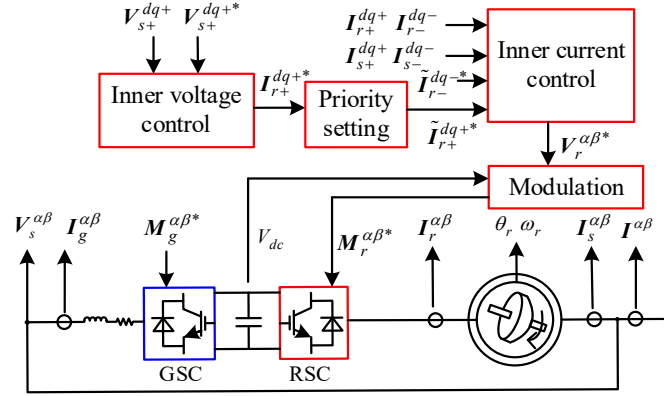 V_{s+}^{dq+} V_{s+}^{dq+*}
I_{r+}^{dq+} I_{r-}^{dq-}
I_{s+}^{dq+} I_{s-}^{dq-}
Inner current
control
Inner voltage
control
I_{r+}^{dq+*}
Priority
setting
Ĩ_{r-}^{dq-*}
Ĩ_{r+}^{dq+*}
V_r^{αβ*}
Modulation
V_s^{αβ} I_g^{αβ} M_g^{αβ*} V_{dc} M_r^{αβ*} I_r^{αβ} θ_r ω_r I_s^{αβ} I^{αβ}
GSC RSC